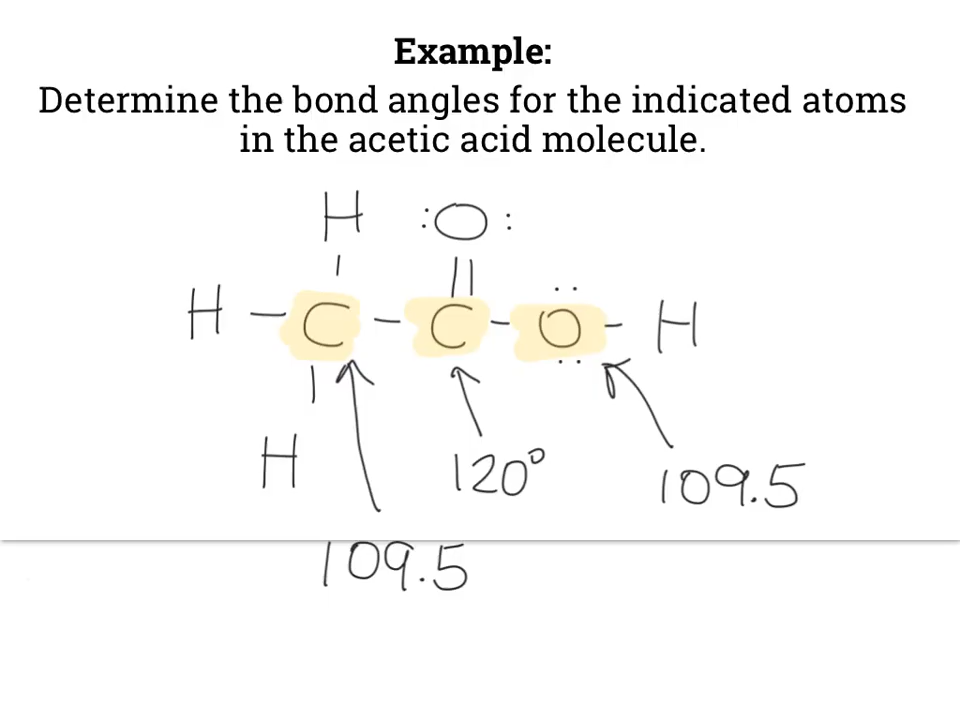 Example:
Determine the bond angles for the indicated atoms
in the acetic acid molecule.
H :O:
H - C - C - O - H
H
120°
109.5
109.5